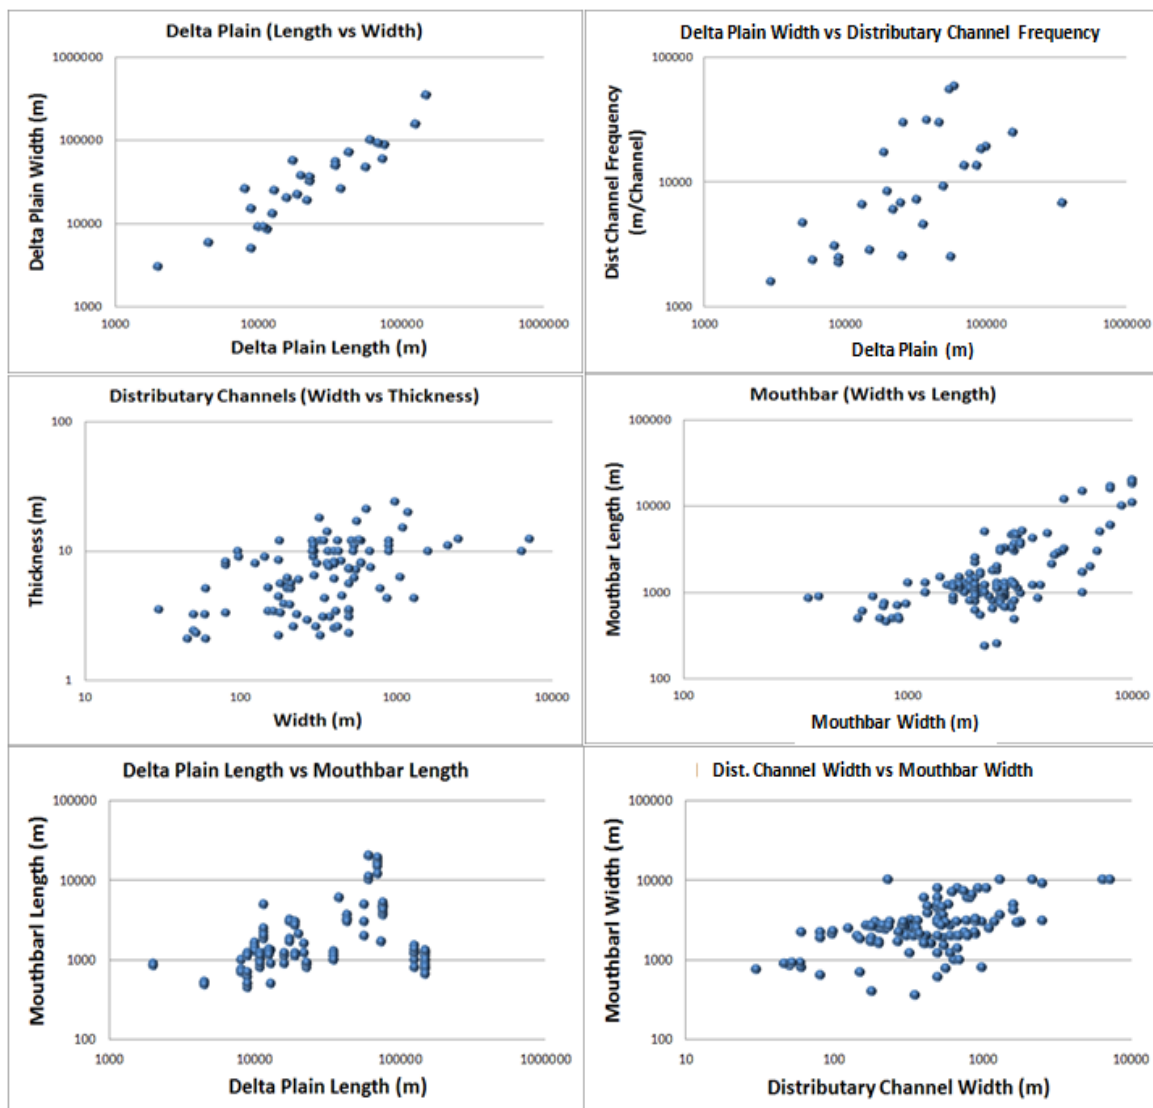 Delta Plain (Length vs Width)
1000000
100000
10000
1000
1000 10000 100000 1000000
Delta Plain Width (m)
Delta Plain Length (m)
Delta Plain Width vs Distributary Channel Frequency
100000
10000
1000
1000 10000 100000 1000000
Dist Channel Frequency
(m/Channel)
Delta Plain (m)
Distributary Channels (Width vs Thickness)
100
10
1
10 100 1000 10000
Thickness (m)
Width (m)
Mouthbar (Width vs Length)
100000
10000
1000
100
100 1000 10000
Mouthbar Length (m)
Mouthbar Width (m)
Delta Plain Length vs Mouthbar Length
100000
10000
1000
100
1000 10000 100000 1000000
Mouthbarl Length (m)
Delta Plain Length (m)
Dist. Channel Width vs Mouthbar Width
100000
10000
1000
100
10 100 1000 10000
Mouthbarl Width (m)
Distributary Channel Width (m)